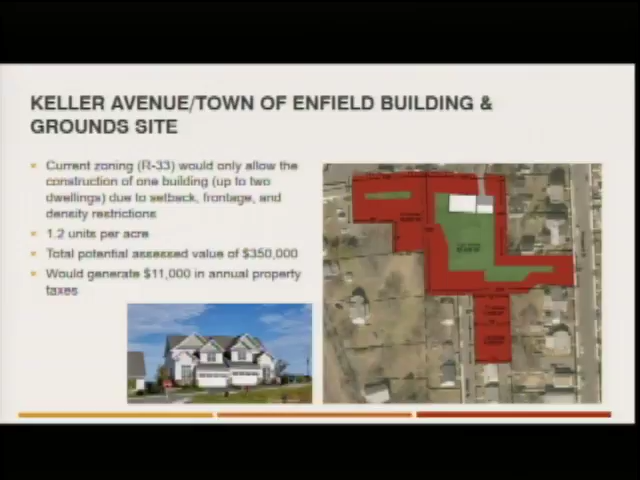 KELLER AVENUE/TOWN OF ENFIELD BUILDING &
GROUNDS SITE
Current zoning (R-33) would only allow the
construction of one building (up to two
dwellings) due to setback, frontage, and
density restrictions
1.2 units per acre
Total potential assessed value of $350,000
Would generate $11,000 in annual property
taxes